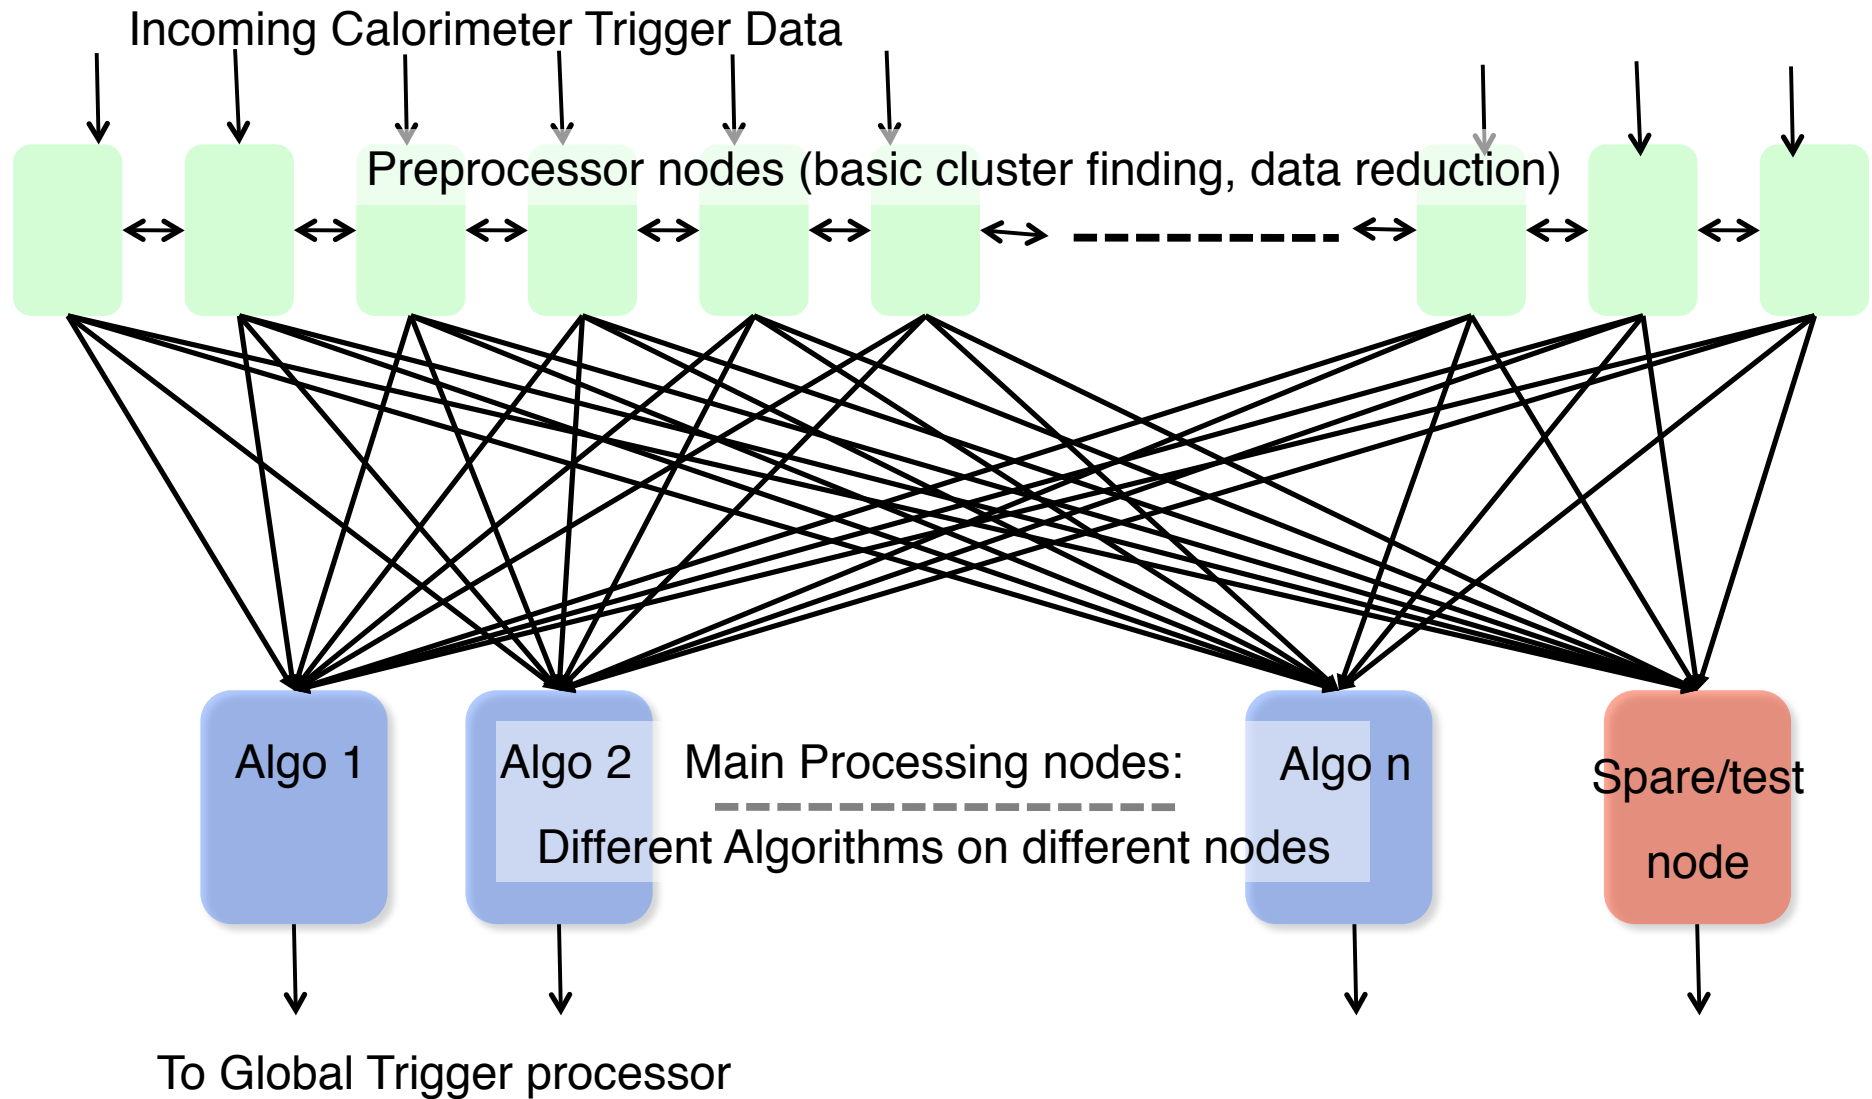 Incoming Calorimeter Trigger Data
Preprocessor nodes (basic cluster finding, data reduction)
Algo 1
Algo 2
Main Processing nodes:
Algo n
Spare/test
Different Algorithms on different nodes
node
To Global Trigger processor